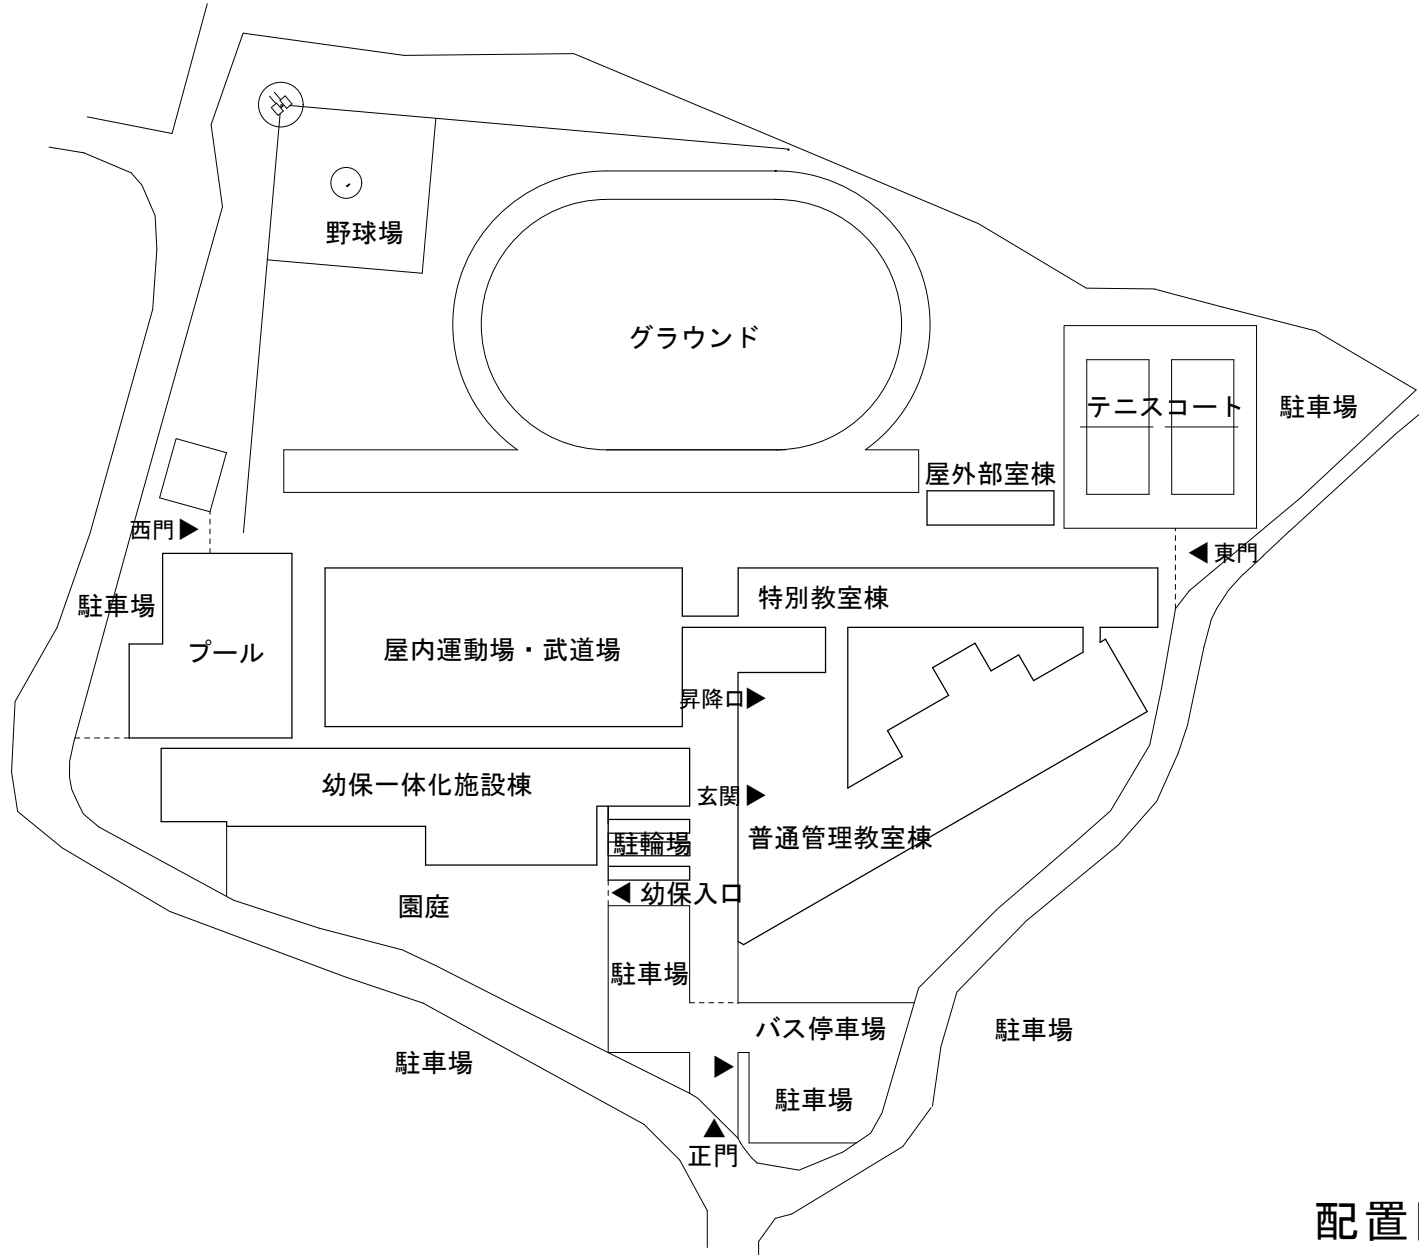 野球場
グラウンド
テニスコート
駐車場
屋外部室棟
西門
東門
駐車場
プール
屋内運動場・武道場
特別教室棟
昇降口
幼保一体化施設棟
玄関
駐輪場
普通管理教室棟
幼保入口
園庭
駐車場
バス停車場
駐車場
駐車場
駐車場
正門
配置